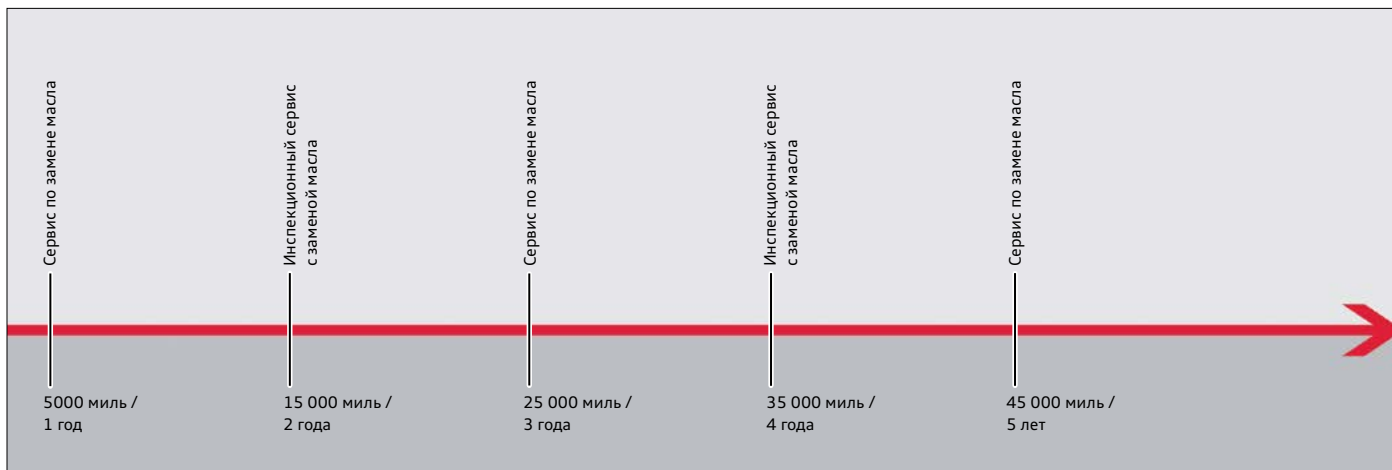 Сервис по замене масла
Инспекционный сервис
с заменой масла
Сервис по замене масла
Инспекционный сервис
с заменой масла
Сервис по замене масла
5000 миль /
1 год
15 000 миль /
2 года
25 000 миль /
3 года
35 000 миль /
4 года
45 000 миль /
5 лет